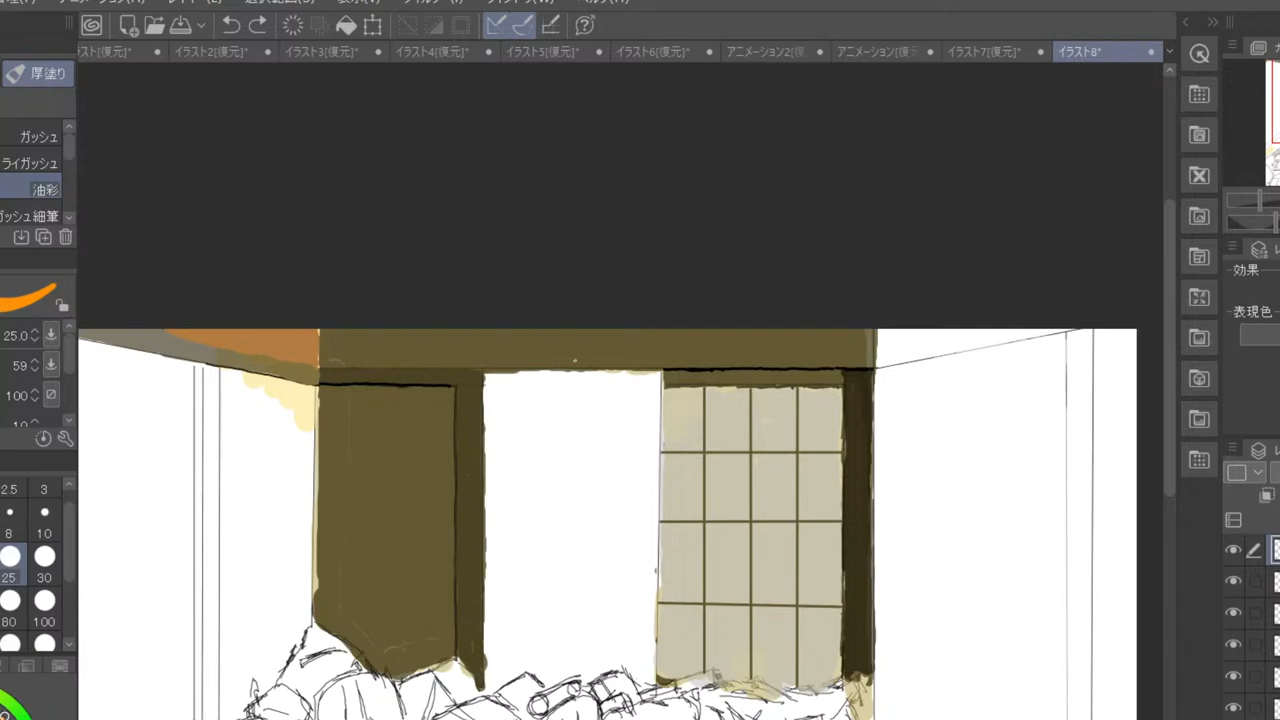 イラスト2[復元]*
イラスト3[復元]*
イラスト4[復元]*
イラスト5[復元]*
イラスト6[復元]*
アニメーション2[復
アニメーション[復元
イラスト7[復元]*
イラスト8*
厚塗り
ガッシュ
ライガッシュ
油彩
ガッシュ細筆
25.0
59
100
2.5 3
8 10
25 30
80 100
効果
表現色